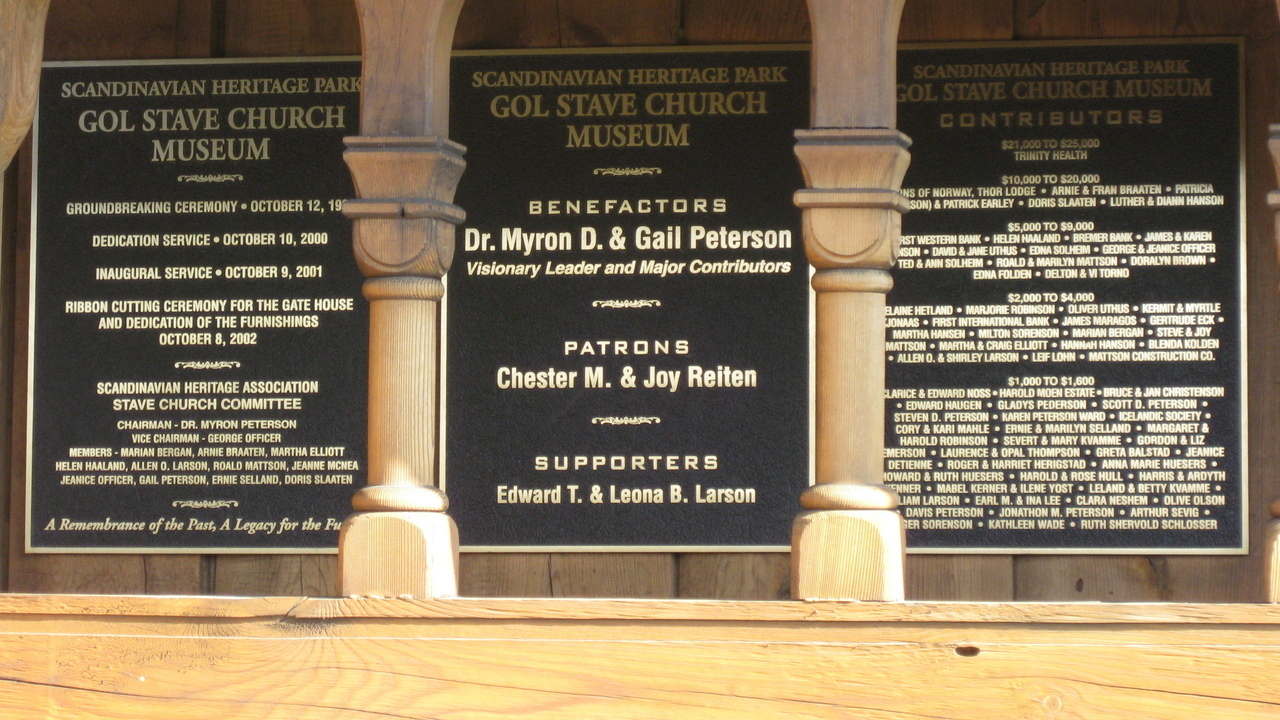 SCANDINAVIAN HERITAGE PARK
GOL STAVE CHURCH
MUSEUM
GROUNDBREAKING CEREMONY • OCTOBER 12,
DEDICATION SERVICE • OCTOBER 10, 2000
INAUGURAL SERVICE • OCTOBER 9, 2001
RIBBON CUTTING CEREMONY FOR THE GATE HOUSE
AND DEDICATION OF THE FURNISHINGS
OCTOBER 8, 2002
SCANDINAVIAN HERITAGE ASSOCIATION
STAVE CHURCH COMMITTEE
CHAIRMAN - DR. MYRON PETERSON
VICE CHAIRMAN - GEORGE OFFICER
MEMBERS - MARIAN BERGAN, ARNIE BRAATEN, MARTHA ELLIOTT
HELEN HAALAND, ALLEN O. LARSON, ROALD MATTSON, JEANNE MCNEA
JEANICE OFFICER, GAIL PETERSON, ERNIE SELLAND, DORIS SLAATEN
A Remembrance of the Past, A Legacy for the
SCANDINAVIAN HERITAGE PARK
GOL STAVE CHURCH
MUSEUM
BENEFACTORS
Dr. Myron D. & Gail Peterson
Visionary Leader and Major Contributors
PATRONS
Chester M. & Joy Reiten
SUPPORTERS
Edward T. & Leona B. Larson
SCANDINAVIAN HERITAGE PARK
GOL STAVE CHURCH MUSEUM
CONTRIBUTORS
$21,000 TO $25,000
TRINITY HEALTH
$10,000 TO $20,000
OF NORWAY, THOR LODGE • ARNIE & FRAN BRAATEN • PATRICIA
& PATRICK EARLEY • DORIS SLAATEN • LUTHER & DIANN HANSON
$5,000 TO $9,000
WESTERN BANK • HELEN HAALAND • BREMER BANK • JAMES & KAREN
• DAVID & JANE UTHUS • EDNA SOLHEIM • GEORGE & JEANICE OFFICER
TED & ANN SOLHEIM • ROALD & MARILYN MATTSON • DORALYN BROWN •
EDNA FOLDEN • DELTON & VI TORNO
$2,000 TO $4,000
ELAINE HETLAND • MARJORIE ROBINSON • OLIVER UTHUS • KERMIT & MYRTLE
JONAAS • FIRST INTERNATIONAL BANK • JAMES MARAGOS • GERTRUDE ECK •
MARTHA HANSEN • MILTON SORENSON • MARIAN BERGAN • STEVE & JOY
MATTSON • MARTHA & CRAIG ELLIOTT • HANNAH HANSON • BLENDA KOLDEN
• ALLEN O. & SHIRLEY LARSON • LEIF LOHN • MATTSON CONSTRUCTION CO.
$1,000 TO $1,600
CLARICE & EDWARD NOSS • HAROLD MOEN ESTATE • BRUCE & JAN CHRISTENSON
• EDWARD HAUGEN • GLADYS PEDERSON • SCOTT D. PETERSON •
STEVEN D. PETERSON • KAREN PETERSON WARD • ICELANDIC SOCIETY •
CORY & KARI MAHLE • ERNIE & MARILYN SELLAND • MARGARET &
HAROLD ROBINSON • SEVERT & MARY KVAMME • GORDON & LIZ
EMERSON • LAURENCE & OPAL THOMPSON • GRETA BALSTAD • JEANICE
DETIENNE • ROGER & HARRIET HERIGSTAD • ANNA MARIE HUESERS •
HOWARD & RUTH HUESERS • HAROLD & ROSE HULL • HARRIS & ARDYTH
• MABEL KERNER & ILENE YOST • LELAND & BETTY KVAMME •
LARSON • EARL M. & INA LEE • CLARA NESHEM • OLIVE OLSON
• DAVIS PETERSON • JONATHON M. PETERSON • ARTHUR SEVIG •
SORENSON • KATHLEEN WADE • RUTH SHERVOLD SCHLOSSER